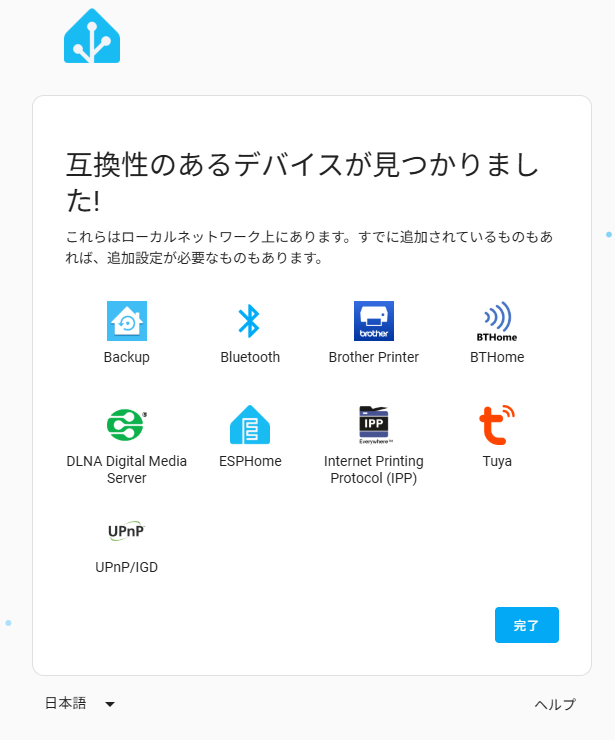 互換性のあるデバイスが見つかりまし
た!
これらはローカルネットワーク上にあります。すでに追加されているものもあ
れば、追加設定が必要なものもあります。
brother
BTHome
Backup
Bluetooth
Brother Printer
BTHome
IPP
Everywhere™
DLNA Digital Media
Server
ESPHome
Internet Printing
Protocol (IPP)
Tuya
UPnP
UPnP/IGD
完了
日本語
ヘルプ